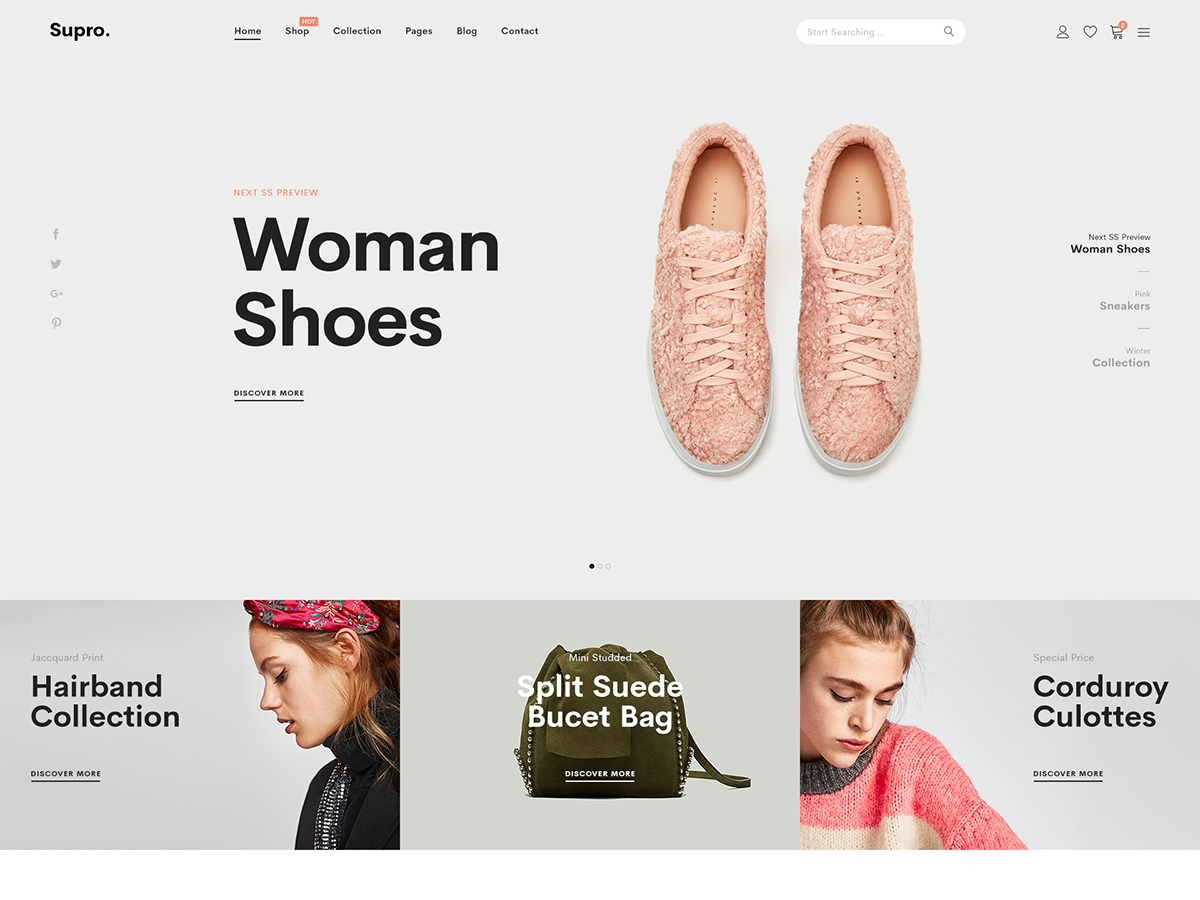 Supro.
Home
Shop
HOT
Collection
Pages
Blog
Contact
Start Searching...
2
NEXT SS PREVIEW
Woman
Shoes
DISCOVER MORE
Next SS Preview
Woman Shoes
Pink
Sneakers
Winter
Collection
Jaccquard Print
Hairband
Collection
DISCOVER MORE
Mini Studded
Split Suede
Bucet Bag
DISCOVER MORE
Special Price
Corduroy
Culottes
DISCOVER MORE